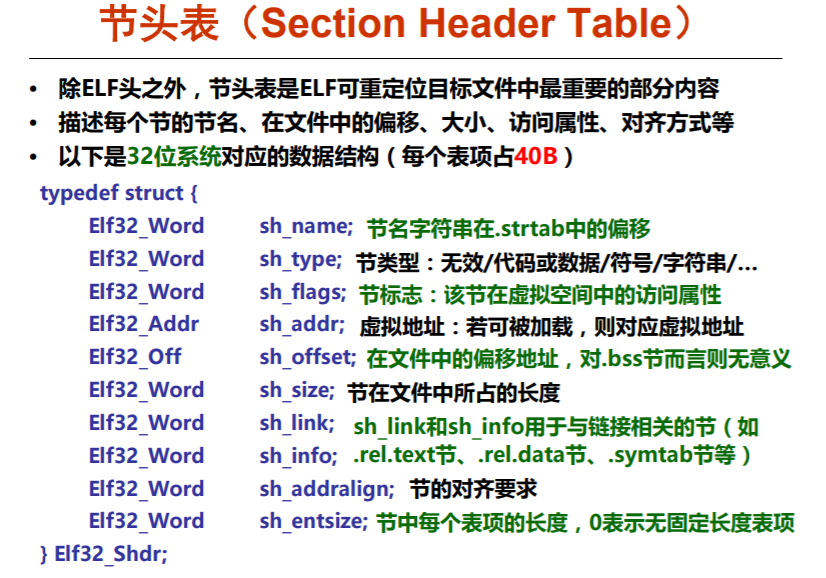 节头表（Section Header Table）
• 除ELF头之外，节头表是ELF可重定位目标文件中最重要的部分内容
• 描述每个节的节名、在文件中的偏移、大小、访问属性、对齐方式等
• 以下是32位系统对应的数据结构（每个表项占40B）
typedef struct {
Elf32_Word sh_name; 节名字符串在.strtab中的偏移
Elf32_Word sh_type; 节类型：无效/代码或数据/符号/字符串/...
Elf32_Word sh_flags; 节标志：该节在虚拟空间中的访问属性
Elf32_Addr sh_addr; 虚拟地址：若可被加载，则对应虚拟地址
Elf32_Off sh_offset; 在文件中的偏移地址，对.bss节而言则无意义
Elf32_Word sh_size; 节在文件中所占的长度
Elf32_Word sh_link; sh_link和sh_info用于与链接相关的节（如
Elf32_Word sh_info; .rel.text节、.rel.data节、.symtab节等）
Elf32_Word sh_addralign; 节的对齐要求
Elf32_Word sh_entsize; 节中每个表项的长度，0表示无固定长度表项
} Elf32_Shdr;